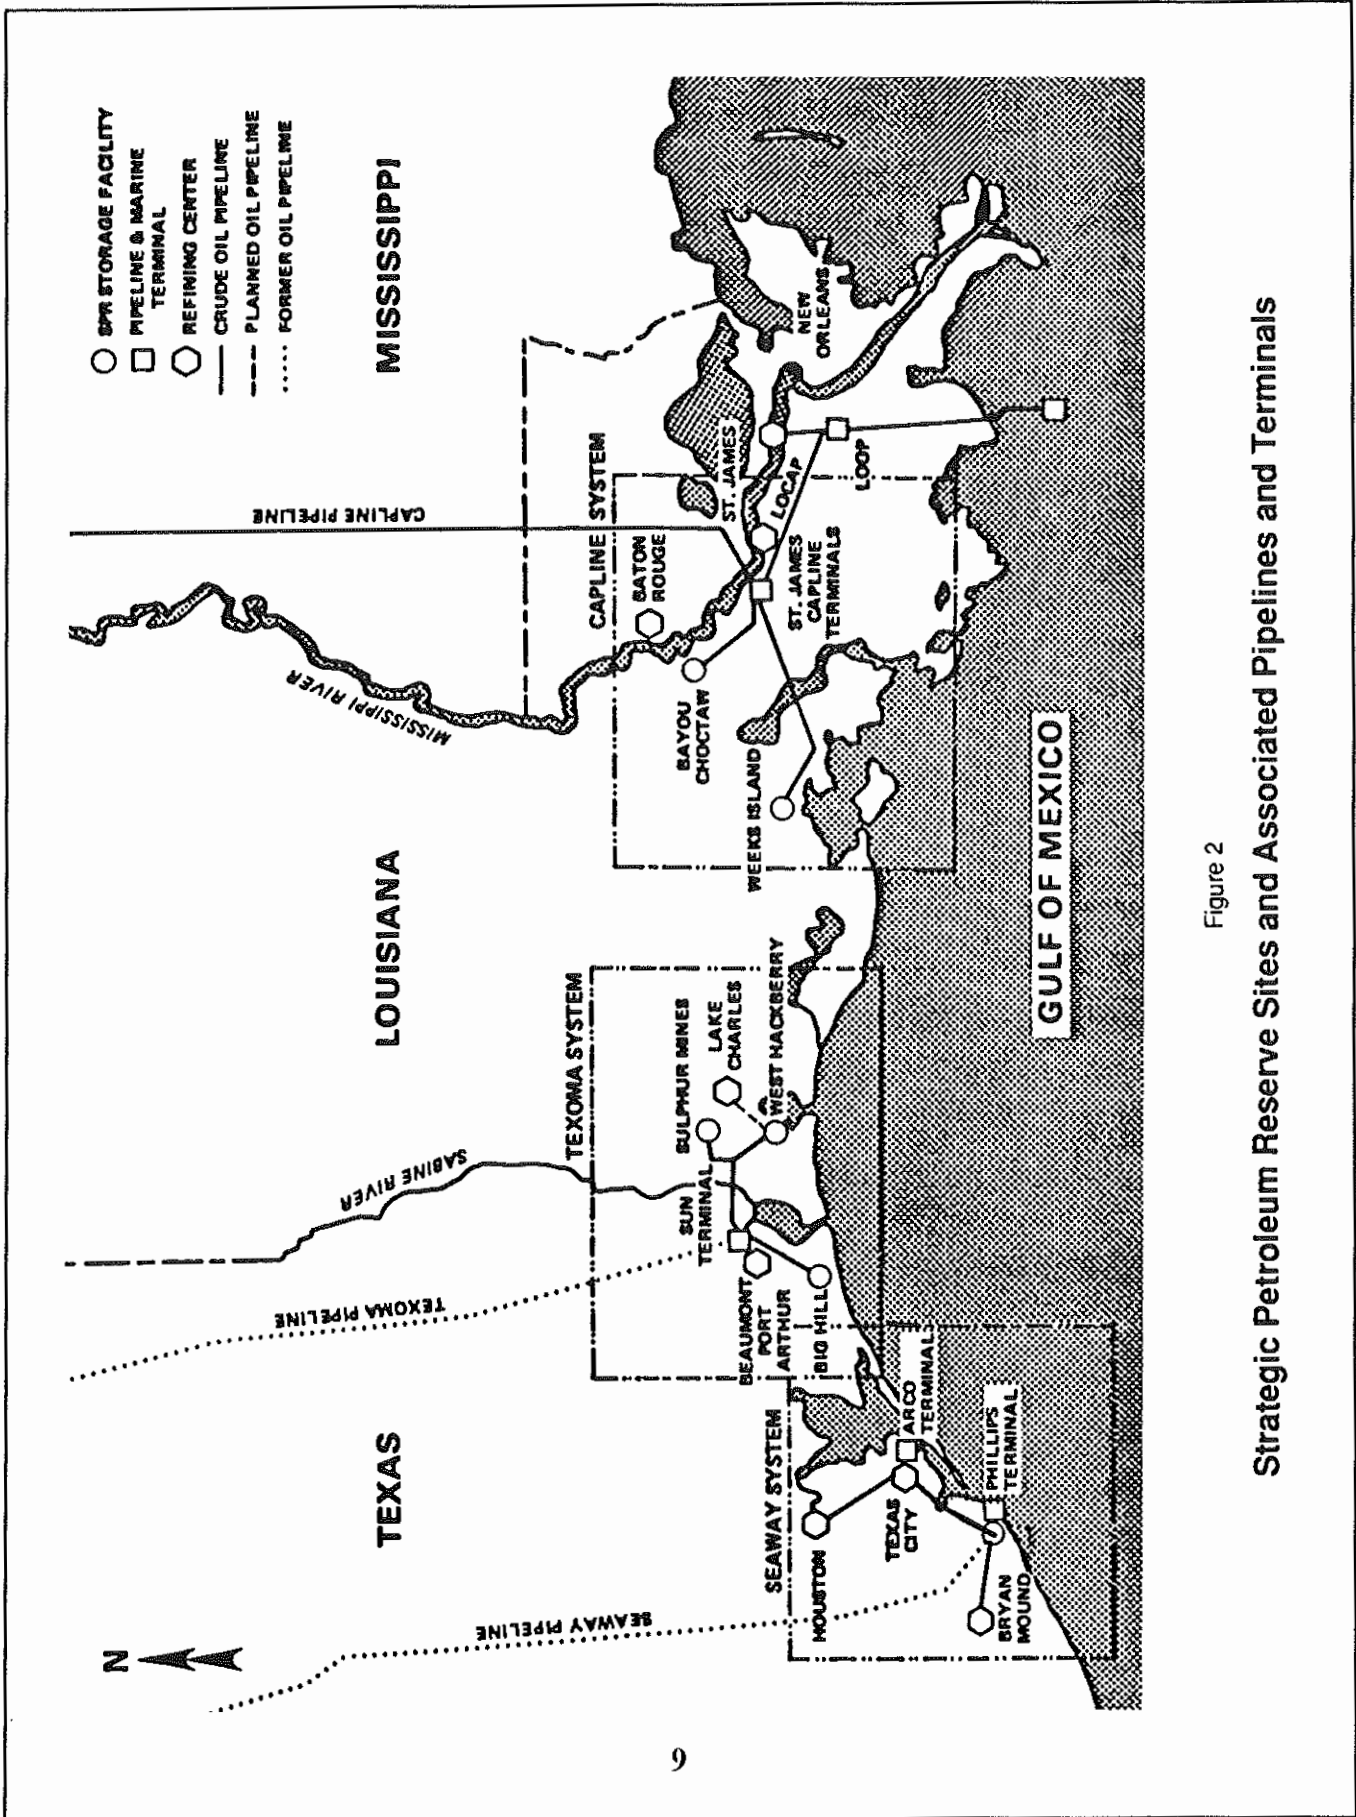 N
SPR STORAGE FACILITY
PIPELINE & MARINE
TERMINAL
REFINING CENTER
CRUDE OIL PIPELINE
PLANNED OIL PIPELINE
FORMER OIL PIPELINE
TEXAS
LOUISIANA
MISSISSIPPI
SEAWAY PIPELINE
TEXOMA PIPELINE
SABINE RIVER
MISSISSIPPI RIVER
CAPLINE PIPELINE
TEXOMA SYSTEM
SULPHUR MINES
LAKE
CHARLES
WEST HACKBERRY
SUN
TERMINAL
BEAUMONT
PORT
ARTHUR
BIG HILL
SEAWAY SYSTEM
HOUSTON
TEXAS
CITY
ARCO
TERMINAL
PHILLIPS
TERMINAL
BRYAN
MOUND
CAPLINE SYSTEM
BATON
ROUGE
BAYOU
CHOCTAW
WEEKS ISLAND
ST. JAMES
LOCAP
ST. JAMES
CAPLINE
TERMINALS
LOOP
NEW
ORLEANS
GULF OF MEXICO
Figure 2
Strategic Petroleum Reserve Sites and Associated Pipelines and Terminals
9